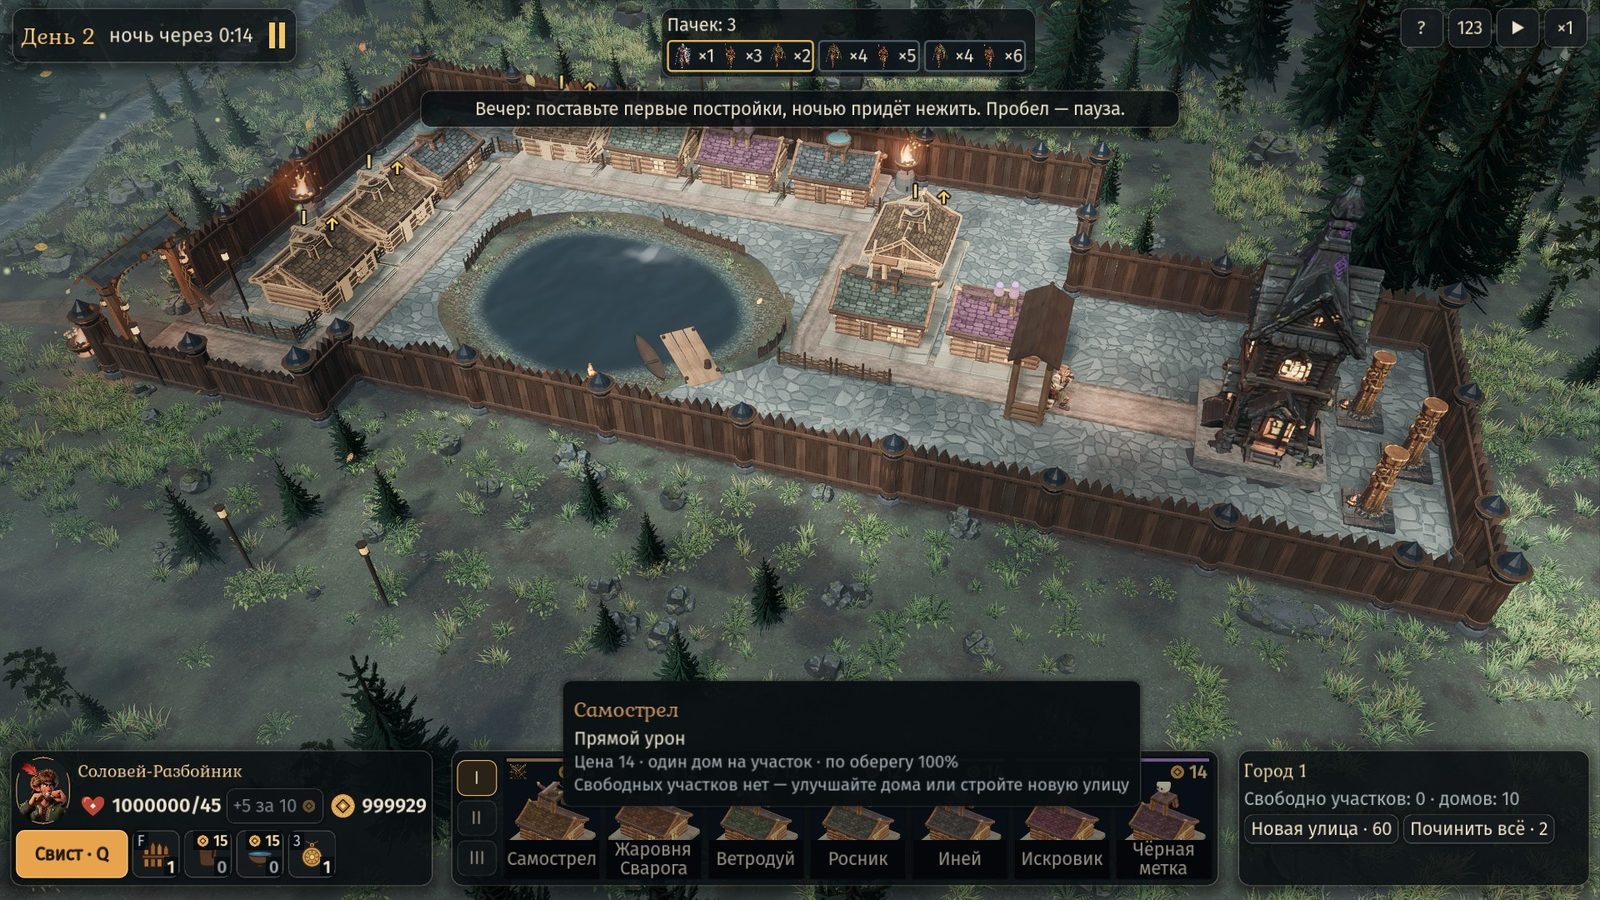 День 2 ночь через 0:14
Пачек: 3
×1 ×3 ×2 ×4 ×5 ×4 ×6
? 123 ×1
Вечер: поставьте первые постройки, ночью придёт нежить. Пробел — пауза.
Самострел
Прямой урон
Цена 14 · один дом на участок · по оберегу 100%
Свободных участков нет — улучшайте дома или стройте новую улицу
Соловей-Разбойник
1000000/45 +5 за 10 999929
Свист · Q
F 1
15 0
15 0
3 1
I
II
III
14
Самострел
Жаровня Сварога
Ветродуй
Росник
Иней
Искровик
Чёрная метка
Город 1
Свободно участков: 0 · домов: 10
Новая улица · 60 Починить всё · 2